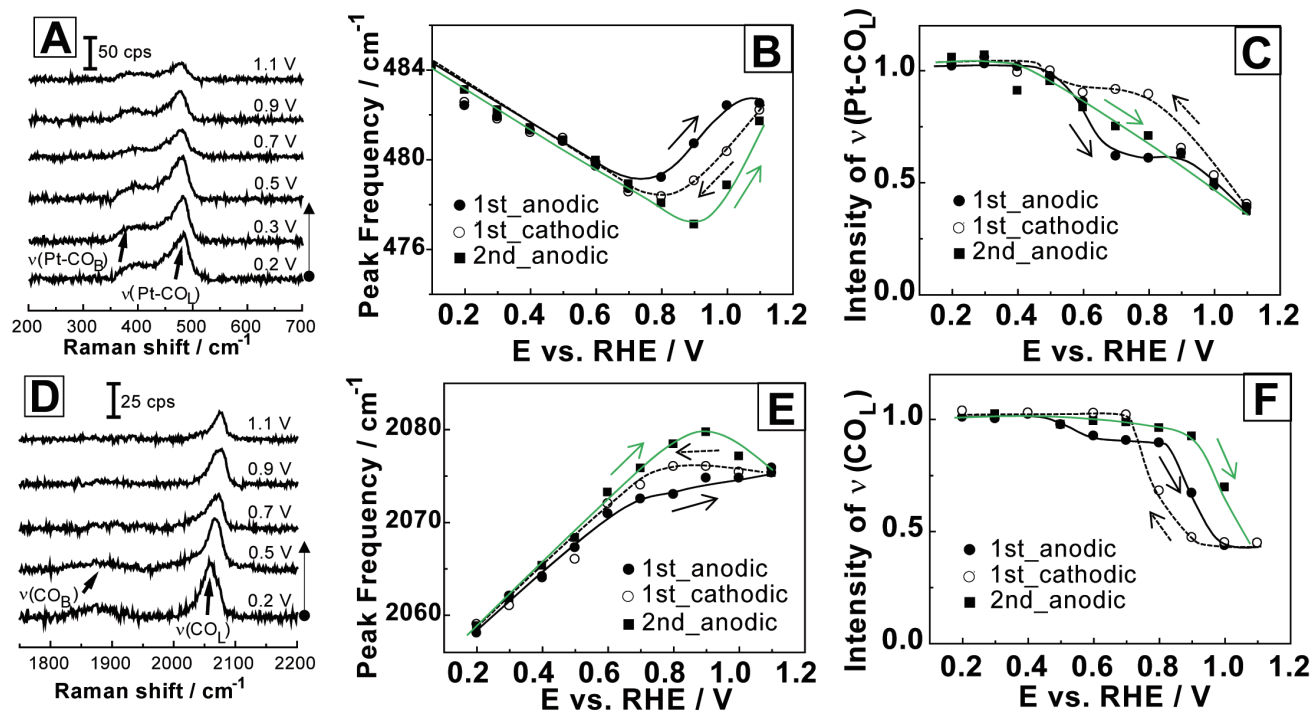 A
50 cps
1.1 V
0.9 V
0.7 V
0.5 V
0.3 V
0.2 V
ν(Pt-CO_B)
ν(Pt-CO_L)
200 300 400 500 600 700
Raman shift / cm⁻¹
B
Peak Frequency / cm⁻¹
484
480
476
1st_anodic
1st_cathodic
2nd_anodic
0.2 0.4 0.6 0.8 1.0 1.2
E vs. RHE / V
C
Intensity of ν(Pt-CO_L)
1.0
0.5
0.0
1st_anodic
1st_cathodic
2nd_anodic
0.2 0.4 0.6 0.8 1.0 1.2
E vs. RHE / V
D
25 cps
1.1 V
0.9 V
0.7 V
0.5 V
0.2 V
ν(CO_B)
ν(CO_L)
1800 1900 2000 2100 2200
Raman shift / cm⁻¹
E
Peak Frequency / cm⁻¹
2080
2070
2060
1st_anodic
1st_cathodic
2nd_anodic
0.2 0.4 0.6 0.8 1.0 1.2
E vs. RHE / V
F
Intensity of ν (CO_L)
1.0
0.5
0.0
1st_anodic
1st_cathodic
2nd_anodic
0.2 0.4 0.6 0.8 1.0 1.2
E vs. RHE / V